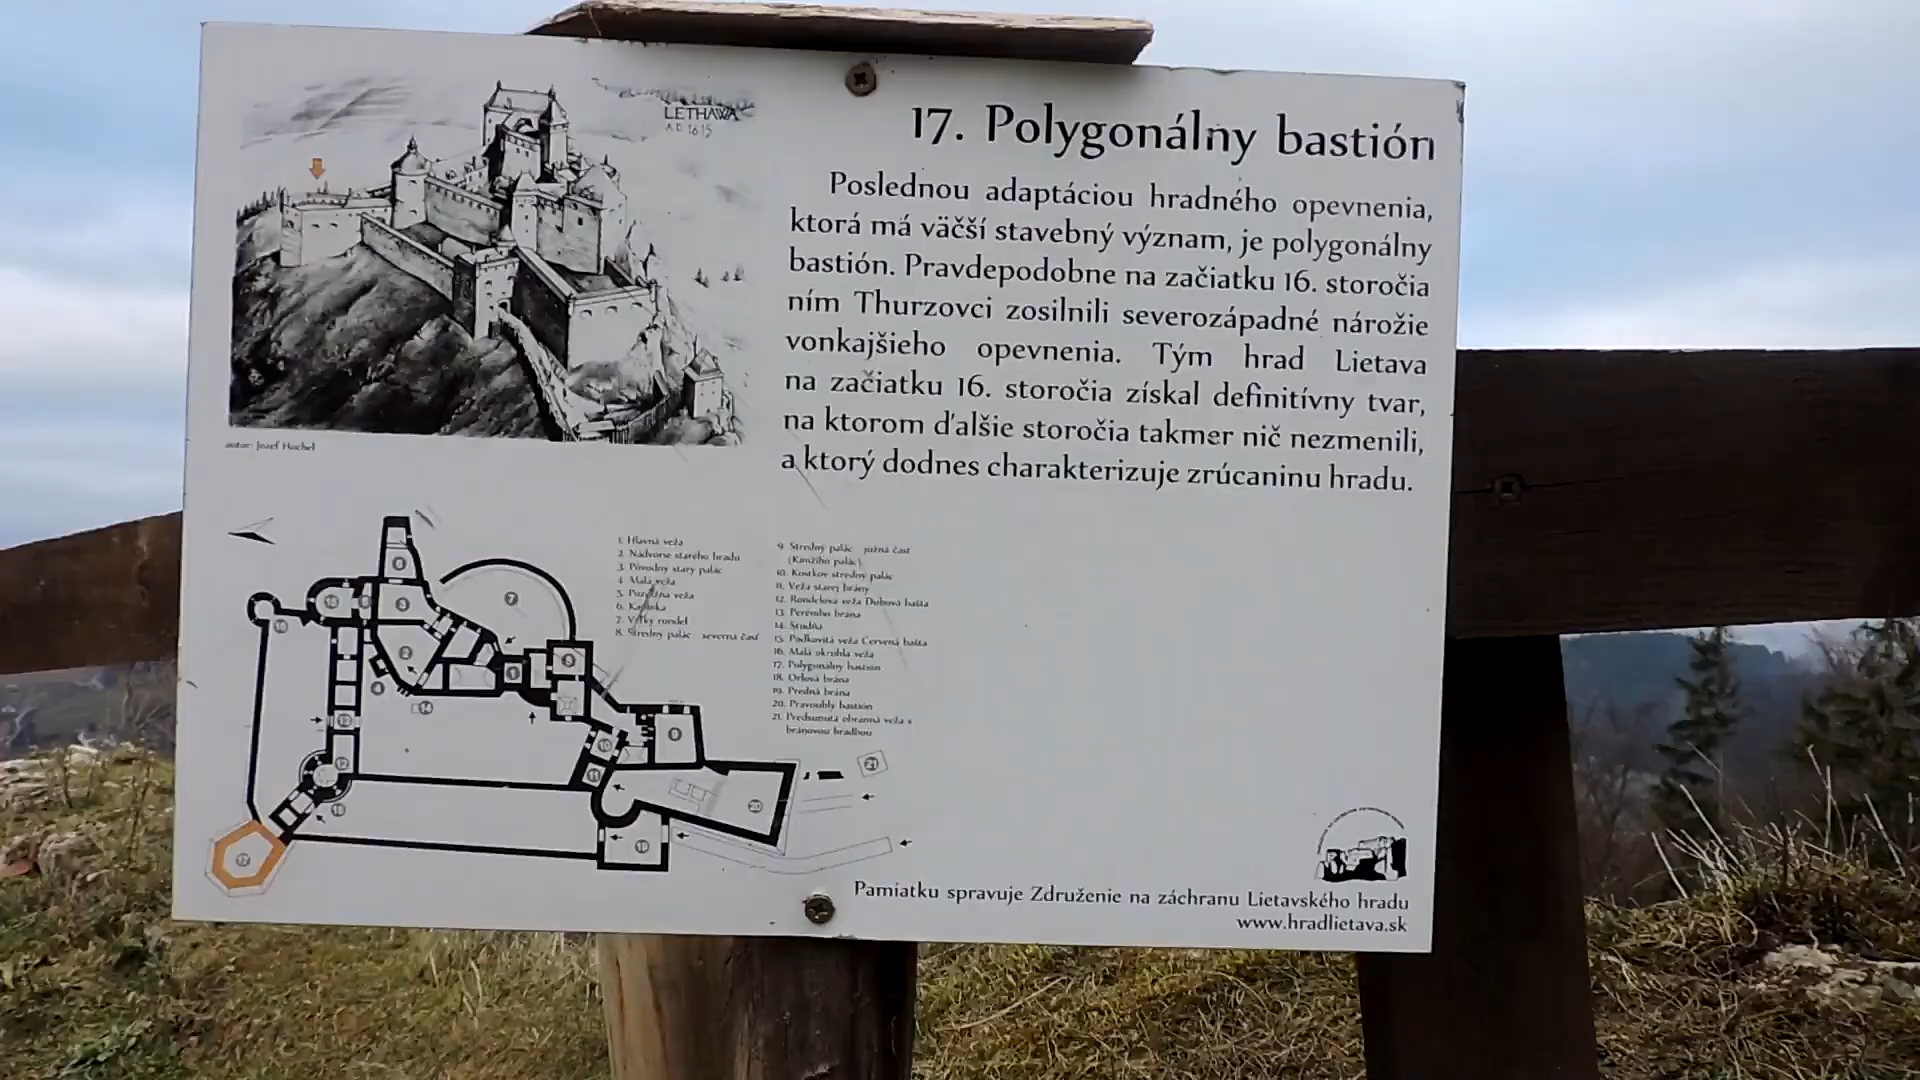 LETHAWA
A.D. 1615
autor: Jozef Hochel
17. Polygonálny bastión
Poslednou adaptáciou hradného opevnenia,
ktorá má väčší stavebný význam, je polygonálny
bastión. Pravdepodobne na začiatku 16. storočia
ním Thurzovci zosilnili severozápadné nárožie
vonkajšieho opevnenia. Tým hrad Lietava
na začiatku 16. storočia získal definitívny tvar,
na ktorom ďalšie storočia takmer nič nezmenili,
a ktorý dodnes charakterizuje zrúcaninu hradu.
1. Hlavná veža
2. Nádvorie starého hradu
3. Pôvodný starý palác
4. Malá veža
5. veža
6. Kaplnka
7. Veľký rondel
8. Stredný palác severná časť
9. Stredný palác južná časť
10. Kostkov stredný palác
11. Veža starej brány
12. Rondelová veža Dubová bašta
13. brána
14. Studňa
15. Podkovitá veža Červená bašta
16. Malá okrúhla veža
17. Polygonálny bastión
18. Orlová brána
19. Predná brána
20. Pravouhlý bastión
21. Predsunutá obranná veža s
bránovou hradbou
Pamiatku spravuje Združenie na záchranu Lietavského hradu
www.hradlietava.sk